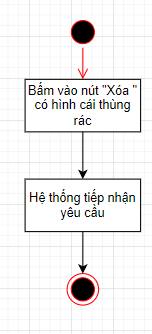 Bấm vào nút "Xóa "
có hình cái thùng
rác
Hệ thống tiếp nhận
yêu cầu